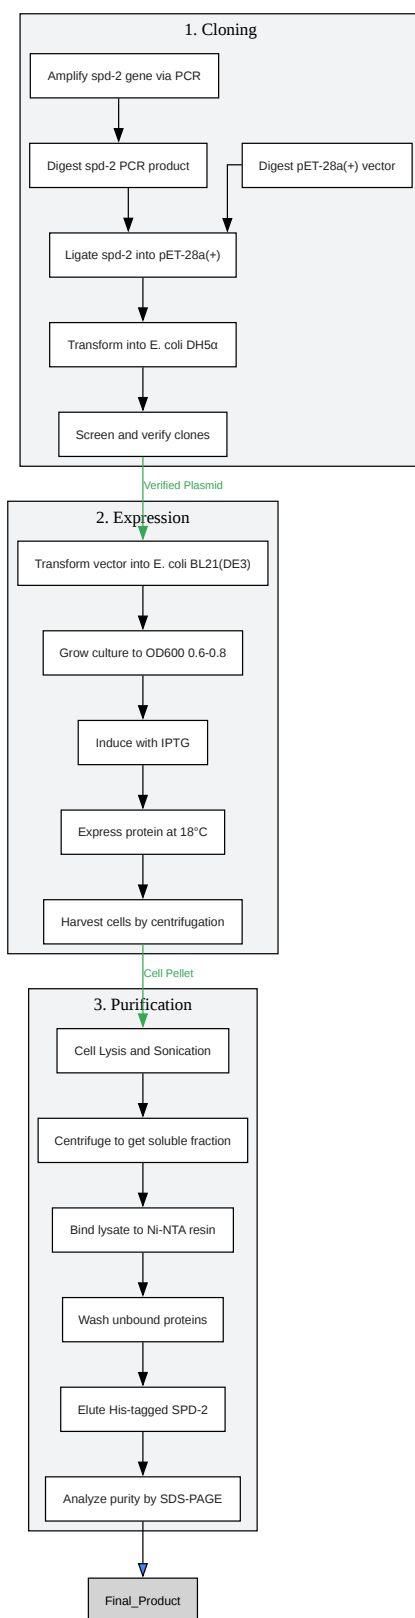 1. Cloning
Amplify spd-2 gene via PCR
Digest spd-2 PCR product
Digest pET-28a(+) vector
Ligate spd-2 into pET-28a(+)
Transform into E. coli DH5α
Screen and verify clones
Verified Plasmid
2. Expression
Transform vector into E. coli BL21(DE3)
Grow culture to OD600 0.6-0.8
Induce with IPTG
Express protein at 18°C
Harvest cells by centrifugation
Cell Pellet
3. Purification
Cell Lysis and Sonication
Centrifuge to get soluble fraction
Bind lysate to Ni-NTA resin
Wash unbound proteins
Elute His-tagged SPD-2
Analyze purity by SDS-PAGE
Final_Product